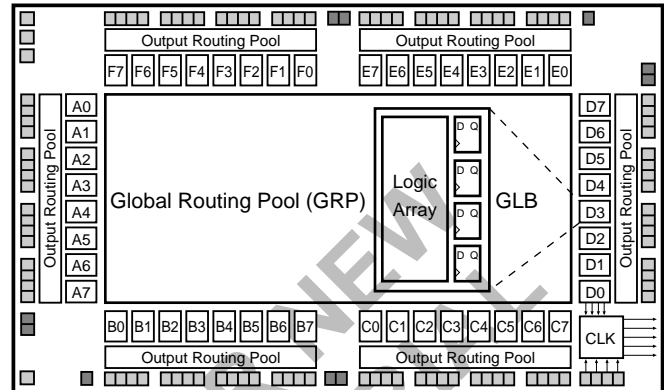 Output Routing Pool
Output Routing Pool
F7 F6 F5 F4 F3 F2 F1 F0
E7 E6 E5 E4 E3 E2 E1 E0
Output Routing Pool
A0
A1
A2
A3
A4
A5
A6
A7
Global Routing Pool (GRP)
Logic
Array
D Q
D Q
D Q
D Q
GLB
D7
D6
D5
D4
D3
D2
D1
D0
Output Routing Pool
B0 B1 B2 B3 B4 B5 B6 B7
C0 C1 C2 C3 C4 C5 C6 C7
CLK
Output Routing Pool
Output Routing Pool
NEW